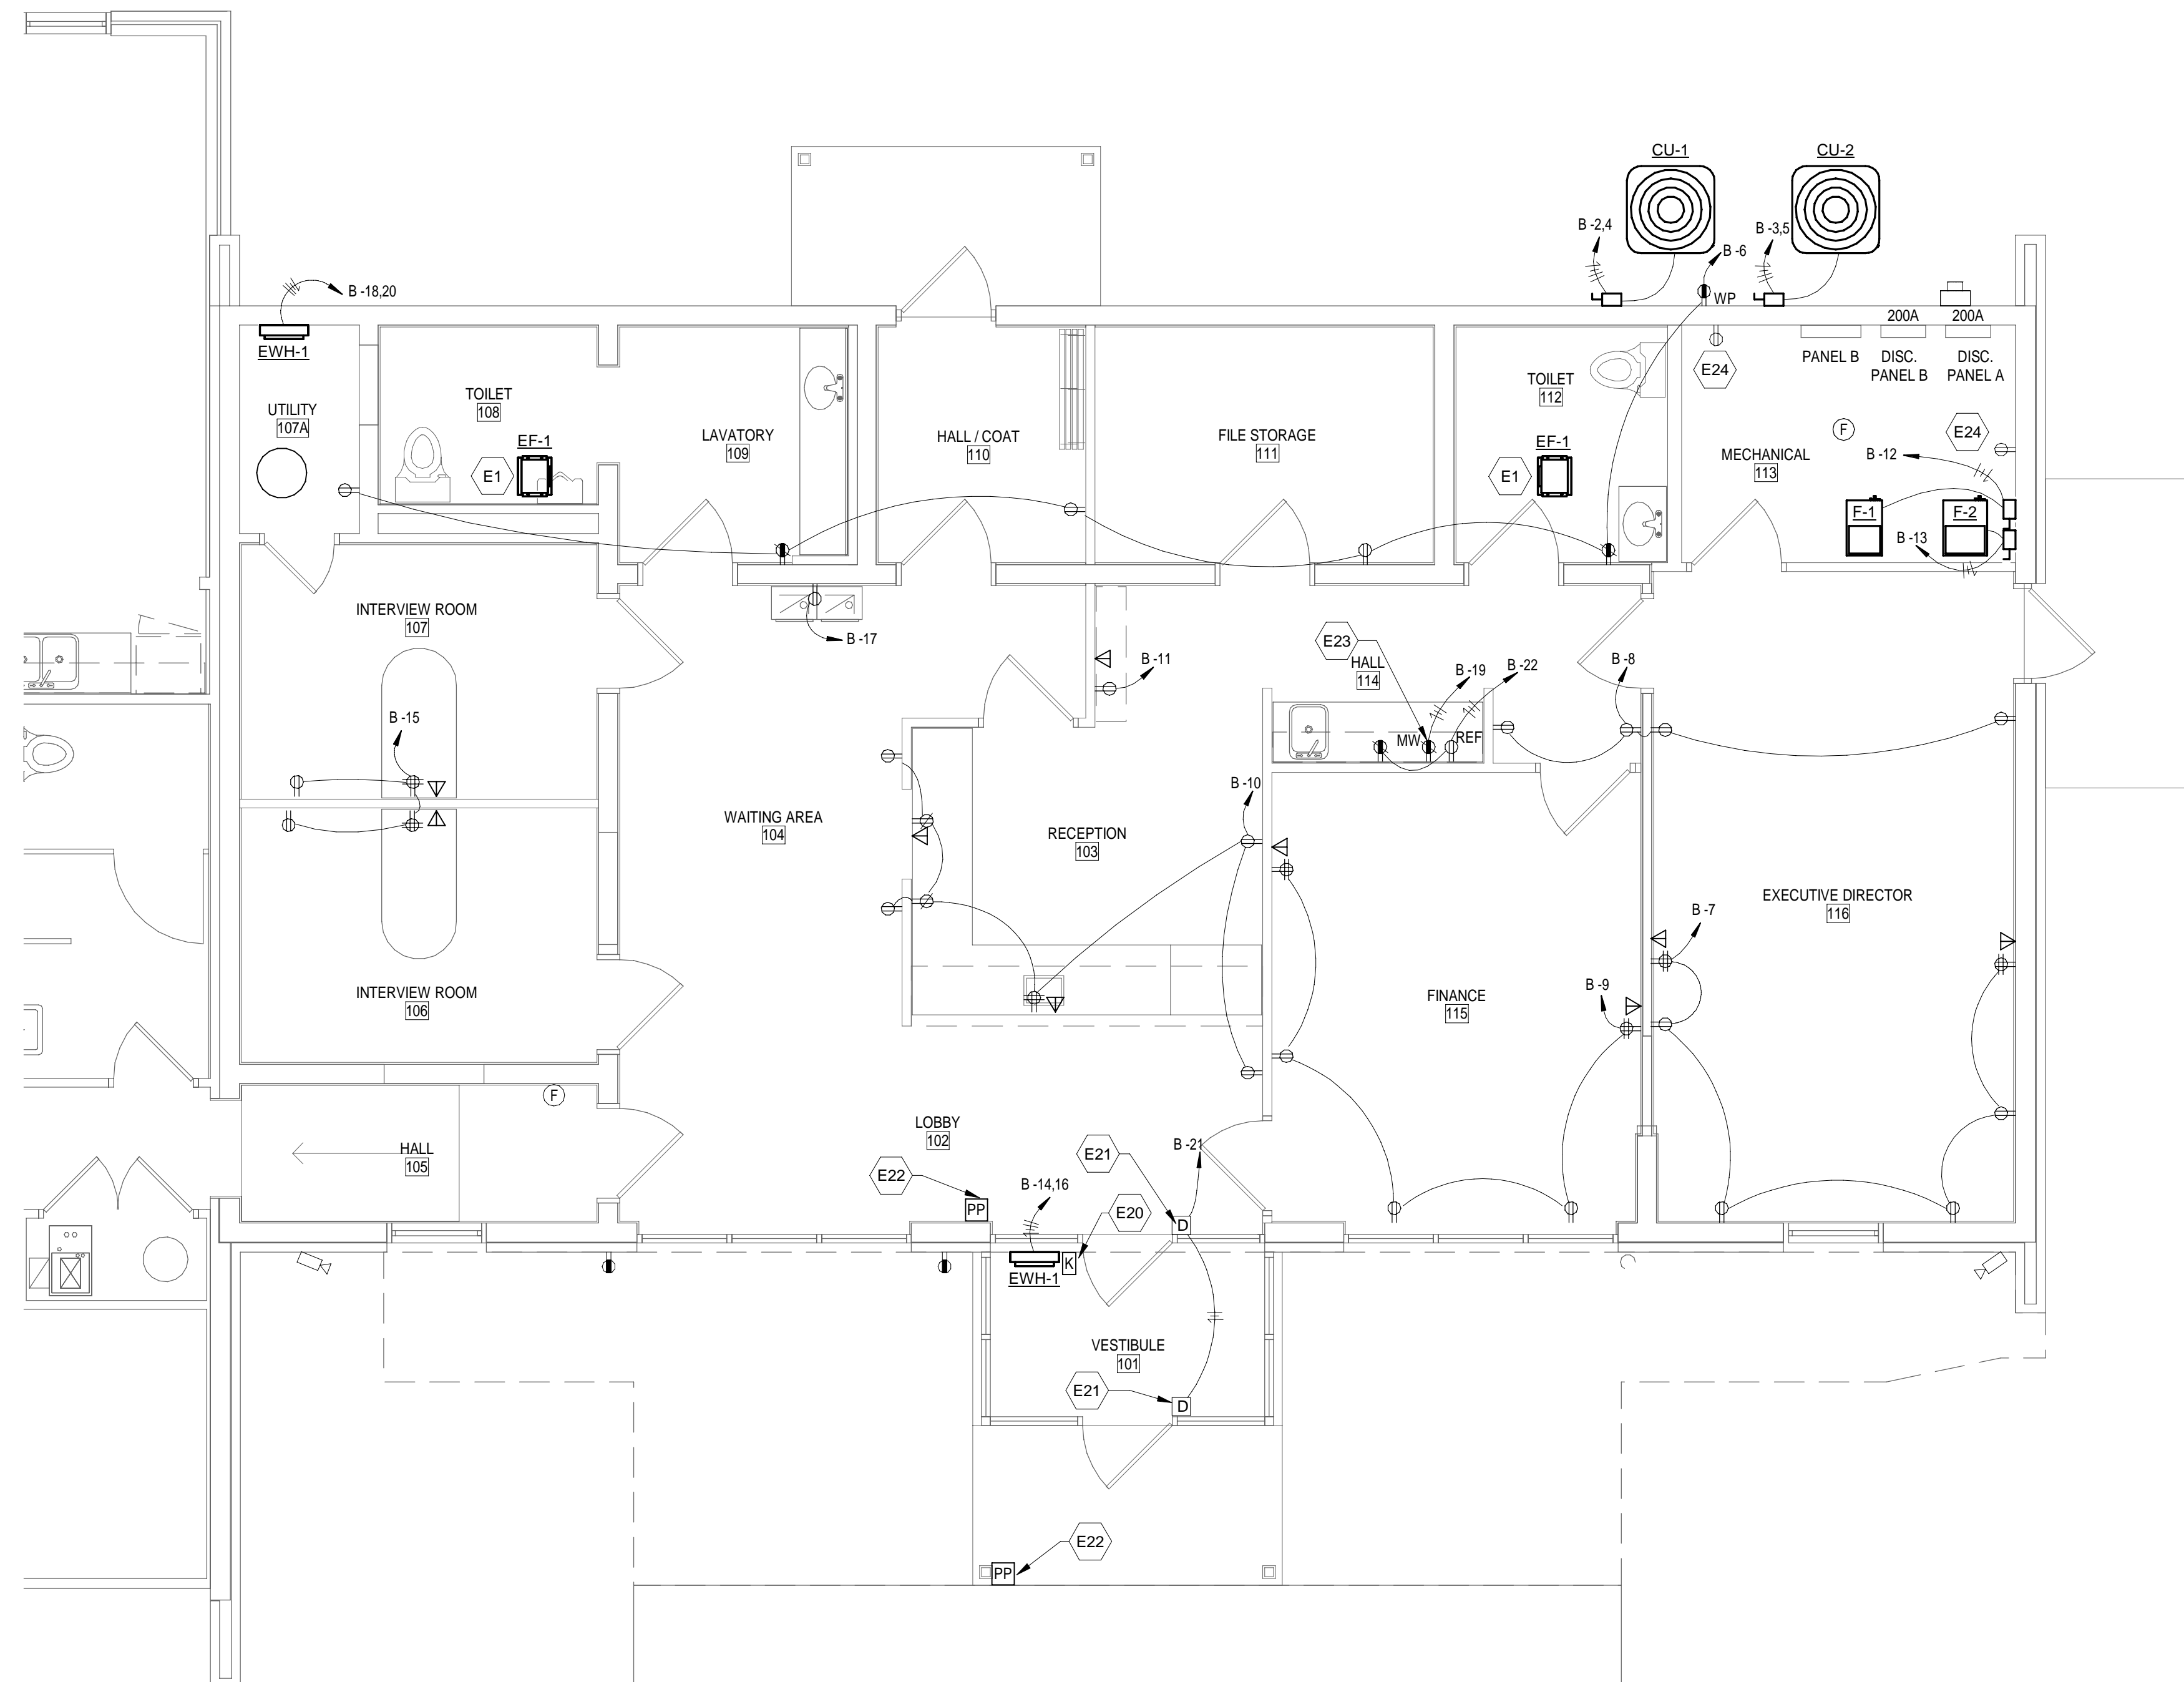 CU-1
CU-2
B -2,4
B -3,5
B -6
WP
B -18,20
EWH-1
200A
200A
PANEL B
DISC.
PANEL B
DISC.
PANEL A
E24
UTILITY
107A
TOILET
108
EF-1
E1
LAVATORY
109
HALL / COAT
110
FILE STORAGE
111
TOILET
112
EF-1
E1
MECHANICAL
113
F
E24
B -12
F-1
F-2
B -13
INTERVIEW ROOM
107
B -17
B -11
E23
HALL
114
B -19
B -22
B -8
MW
REF
B -15
WAITING AREA
104
RECEPTION
103
B -10
EXECUTIVE DIRECTOR
116
B -7
B -9
FINANCE
115
INTERVIEW ROOM
106
F
HALL
105
LOBBY
102
E22
PP
B -14,16
E21
B -21
E20
D
K
EWH-1
VESTIBULE
101
E21
D
E22
PP